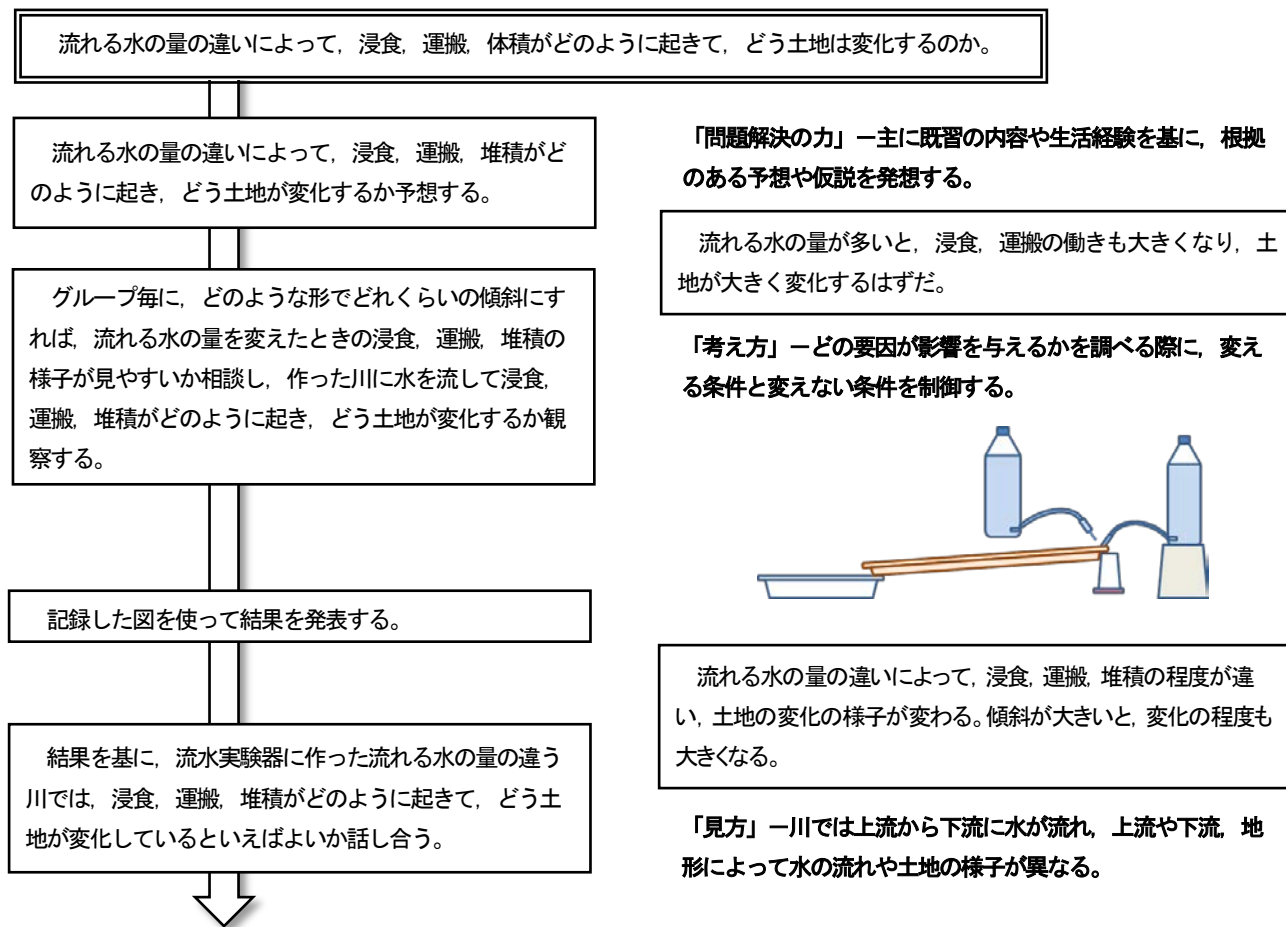 流れる水の量の違いによって，浸食，運搬，体積がどのように起きて，どう土地は変化するのか。
流れる水の量の違いによって，浸食，運搬，堆積がど
のように起き，どう土地が変化するか予想する。
「問題解決の力」－主に既習の内容や生活経験を基に，根拠
のある予想や仮説を発想する。
流れる水の量が多いと，浸食，運搬の働きも大きくなり，土
地が大きく変化するはずだ。
グループ毎に，どのような形でどれくらいの傾斜にす
れば，流れる水の量を変えたときの浸食，運搬，堆積の
様子が見やすいか相談し，作った川に水を流して浸食，
運搬，堆積がどのように起き，どう土地が変化するか観
察する。
「考え方」－どの要因が影響を与えるかを調べる際に，変え
る条件と変えない条件を制御する。
記録した図を使って結果を発表する。
流れる水の量の違いによって，浸食，運搬，堆積の程度が違
い，土地の変化の様子が変わる。傾斜が大きいと，変化の程度も
大きくなる。
結果を基に，流水実験器に作った流れる水の量の違う
川では，浸食，運搬，堆積がどのように起きて，どう土
地が変化しているといえばよいか話し合う。
「見方」－川では上流から下流に水が流れ，上流や下流，地
形によって水の流れや土地の様子が異なる。